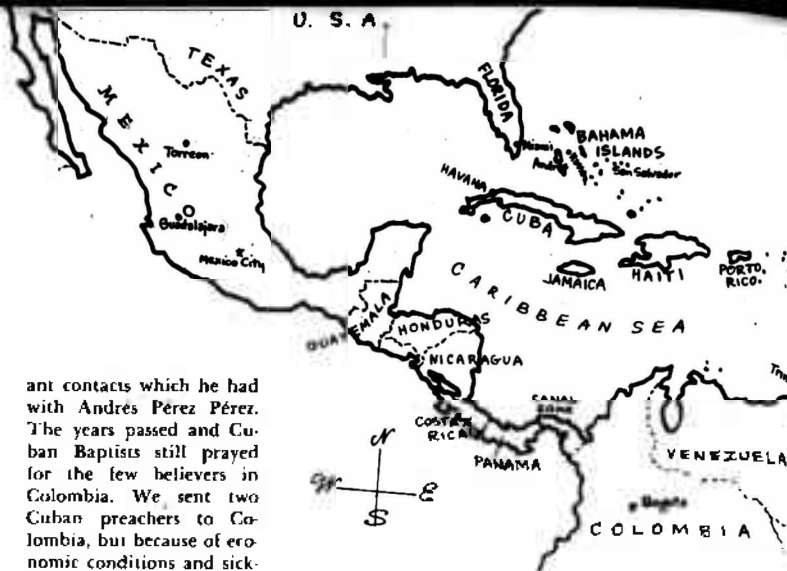 U. S. A
TEXAS
MEXICO
Torreon
Guadalajara
Mexico City
FLORIDA
Miami
BAHAMA
ISLANDS
San Salvador
HAVANA
CUBA
JAMAICA
HAITI
PORTO.
RICO.
CARIBBEAN SEA
HONDURAS
NICARAGUA
COSTA
RICA
PANAMA
CANAL
VENEZUELA
Bogota
COLOMBIA
N
E
S
ant contacts which he had
with Andrés Pérez Pérez.
The years passed and Cu-
ban Baptists still prayed
for the few believers in
Colombia. We sent two
Cuban preachers to Co-
lombia, but because of eco-
nomic conditions and sick-